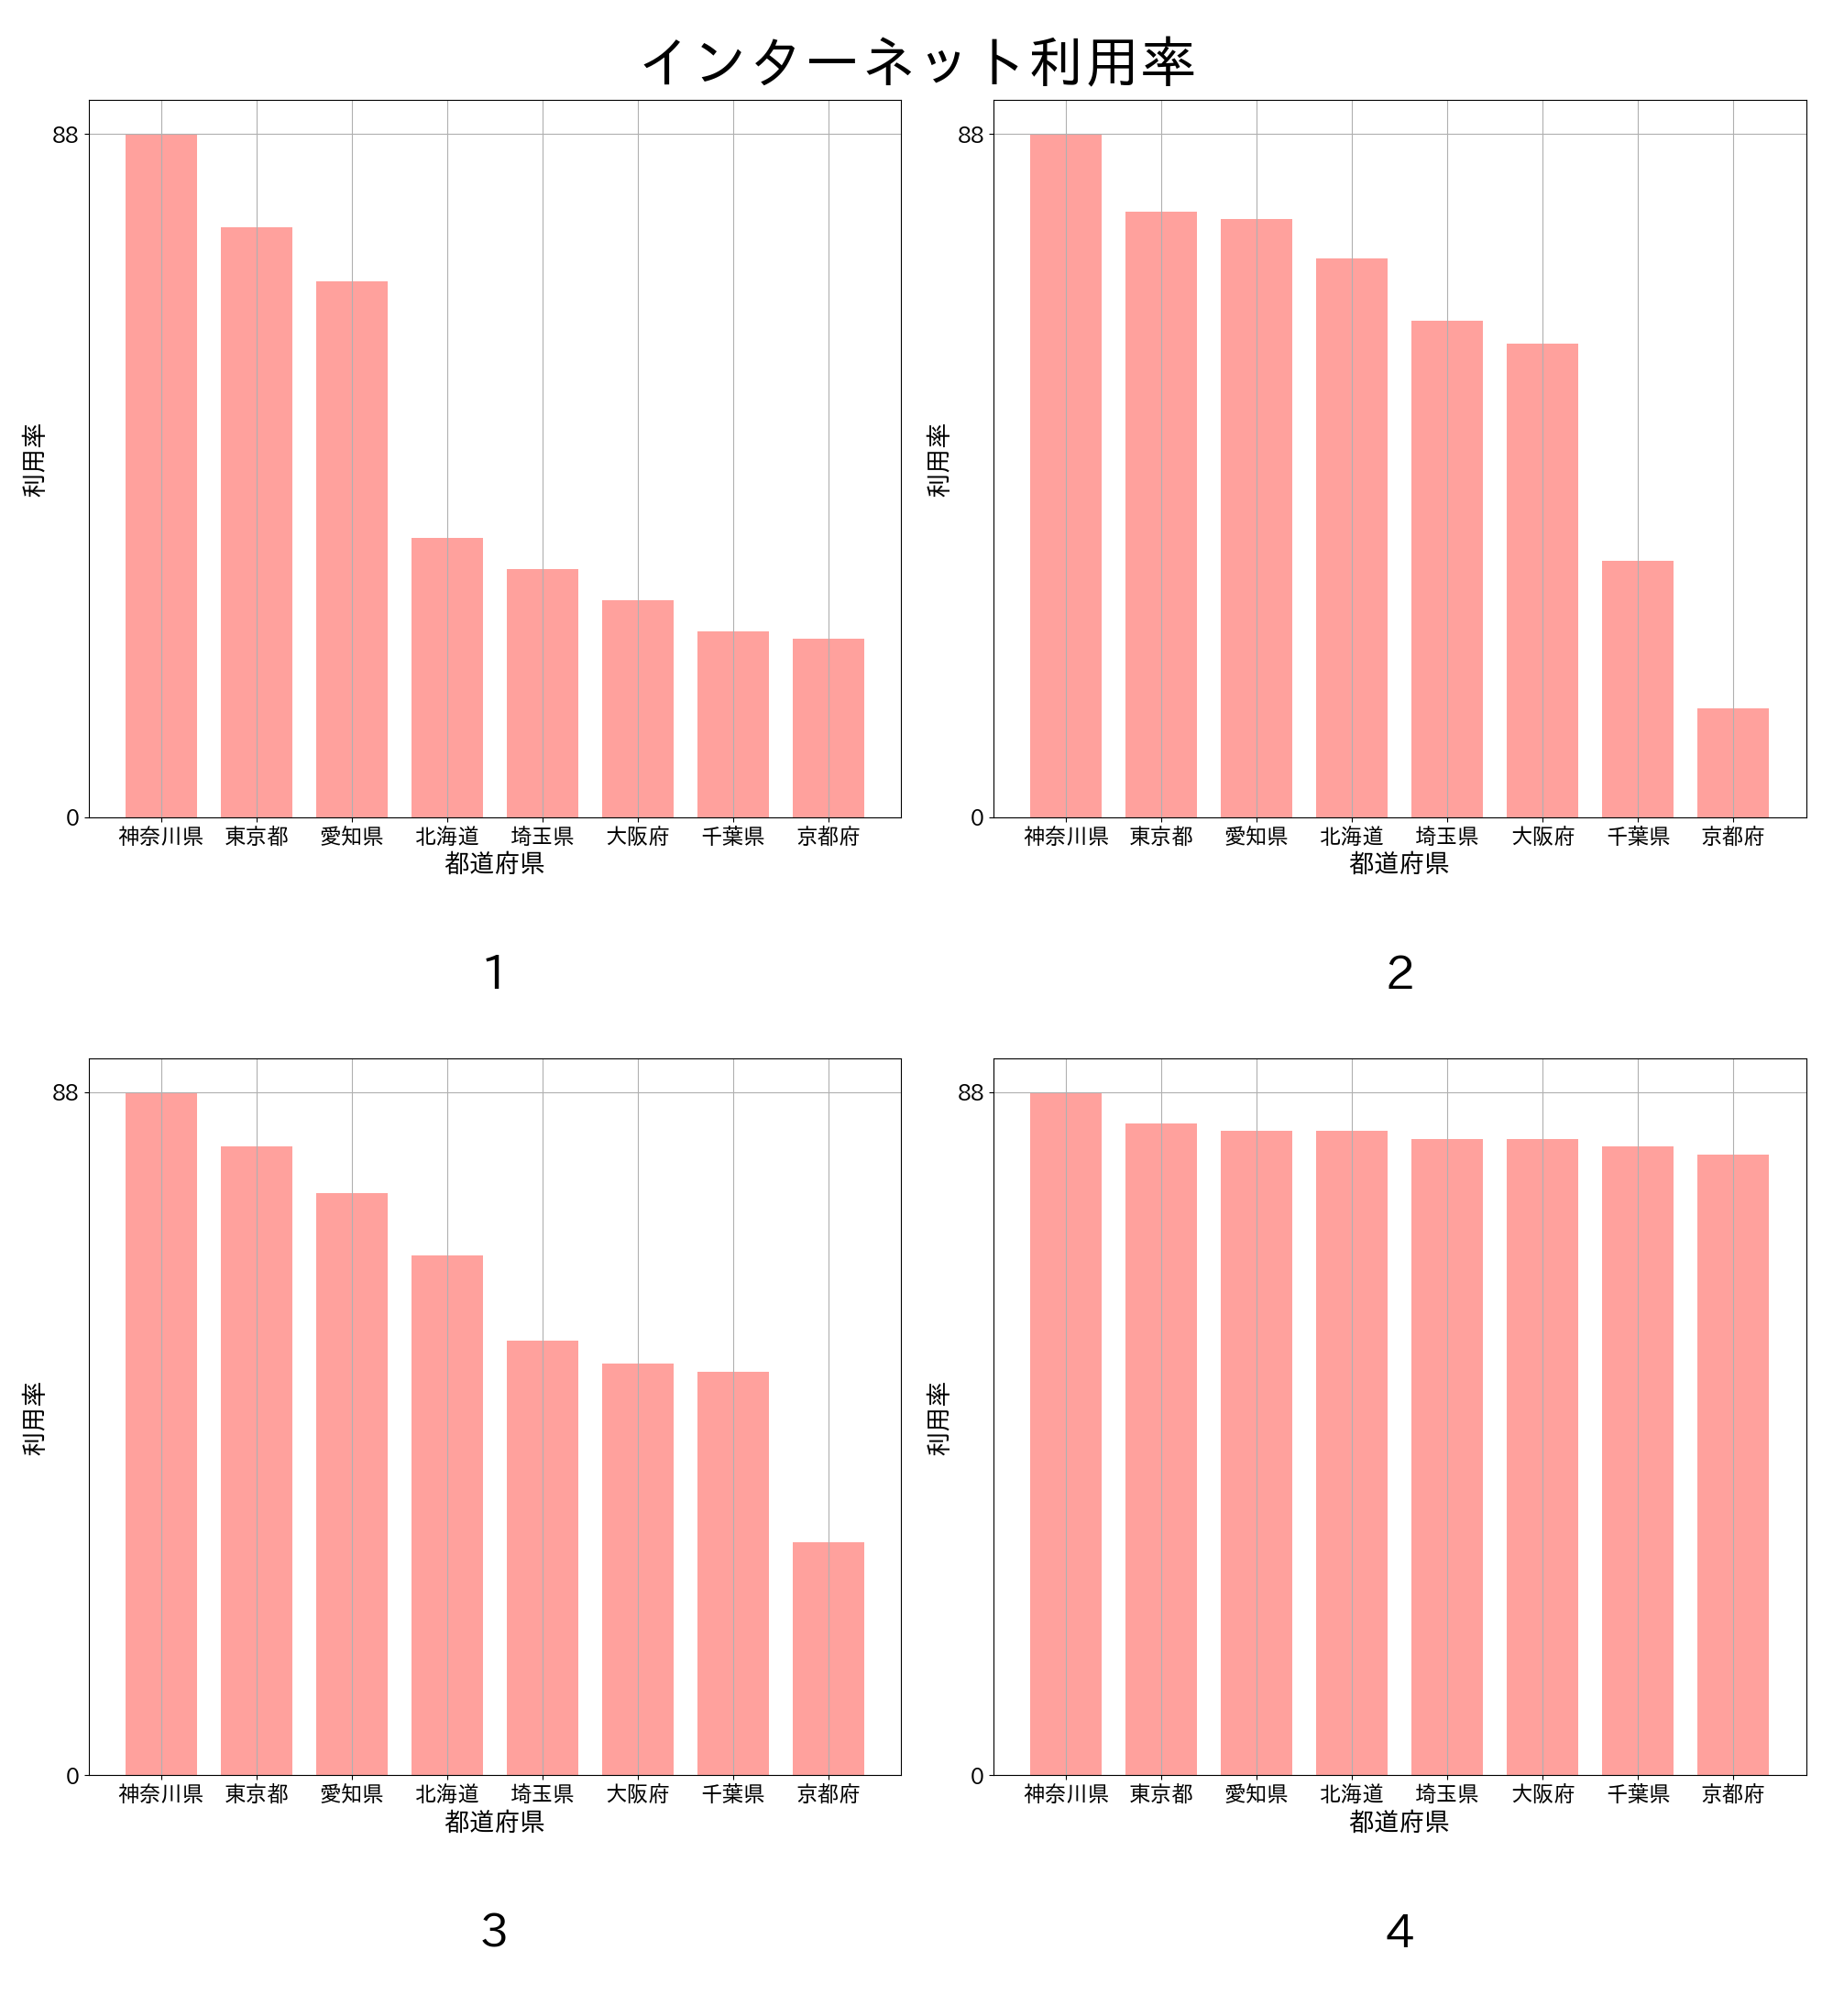 インターネット利用率
88
0
利用率
神奈川県 東京都 愛知県 北海道 埼玉県 大阪府 千葉県 京都府
都道府県
1
88
0
利用率
神奈川県 東京都 愛知県 北海道 埼玉県 大阪府 千葉県 京都府
都道府県
2
88
0
利用率
神奈川県 東京都 愛知県 北海道 埼玉県 大阪府 千葉県 京都府
都道府県
3
88
0
利用率
神奈川県 東京都 愛知県 北海道 埼玉県 大阪府 千葉県 京都府
都道府県
4